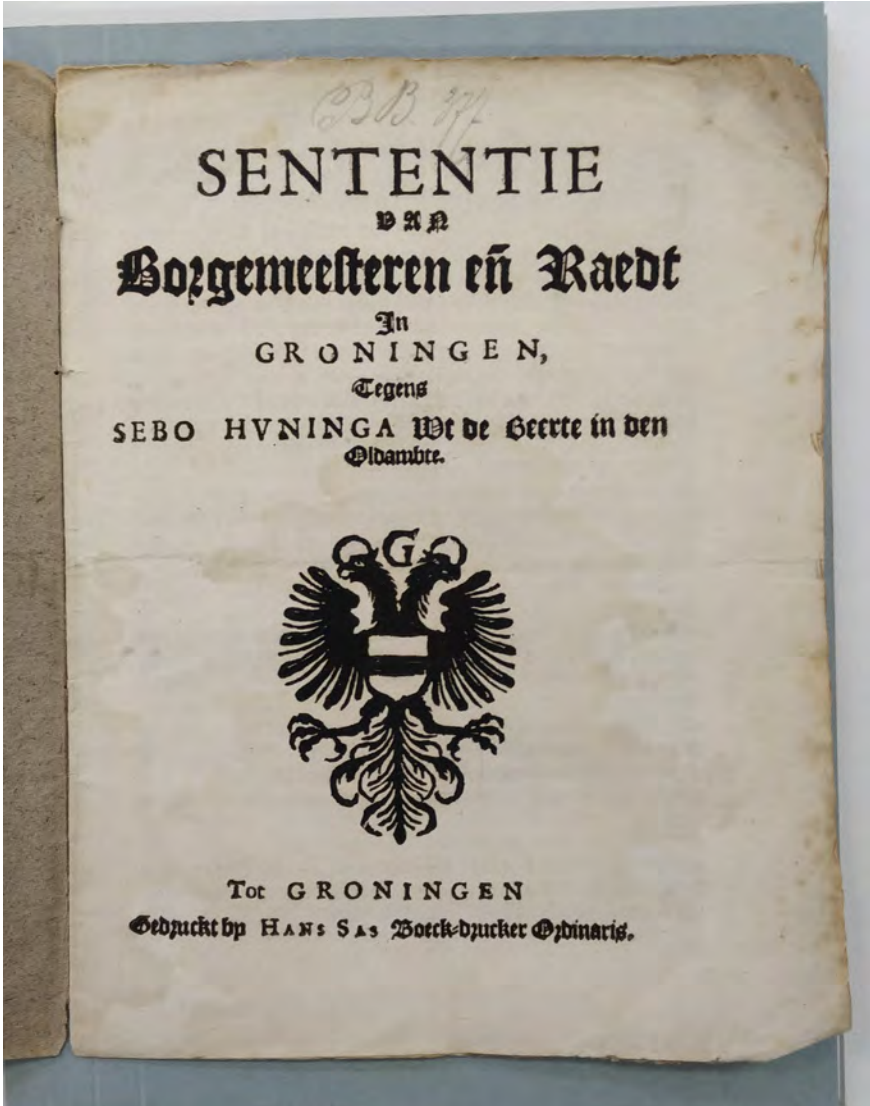 SENTENTIE
VAN
Borgemeesteren eñ Raedt
In
GRONINGEN,
Tegens
SEBO HVNINGA Wt de Beerte in den
Oldambte.
G
Tot GRONINGEN
Gedruckt by HANS SAS Boeck-drucker Ordinaris.